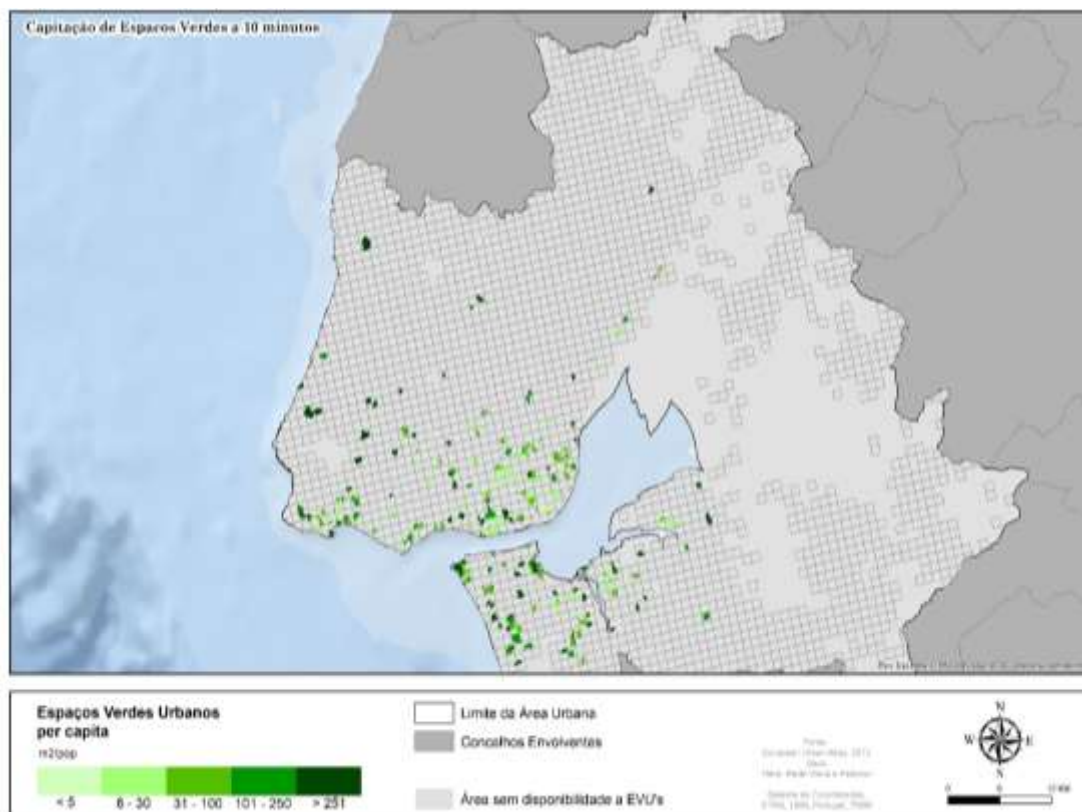 Capitação de Espaços Verdes a 10 minutos
Espaços Verdes Urbanos
per capita
m2/pop
< 5
6 - 30
31 - 100
101 - 250
> 251
Limite da Área Urbana
Concelhos Envolventes
Área sem disponibilidade a EVU's
N
W
E
N
0